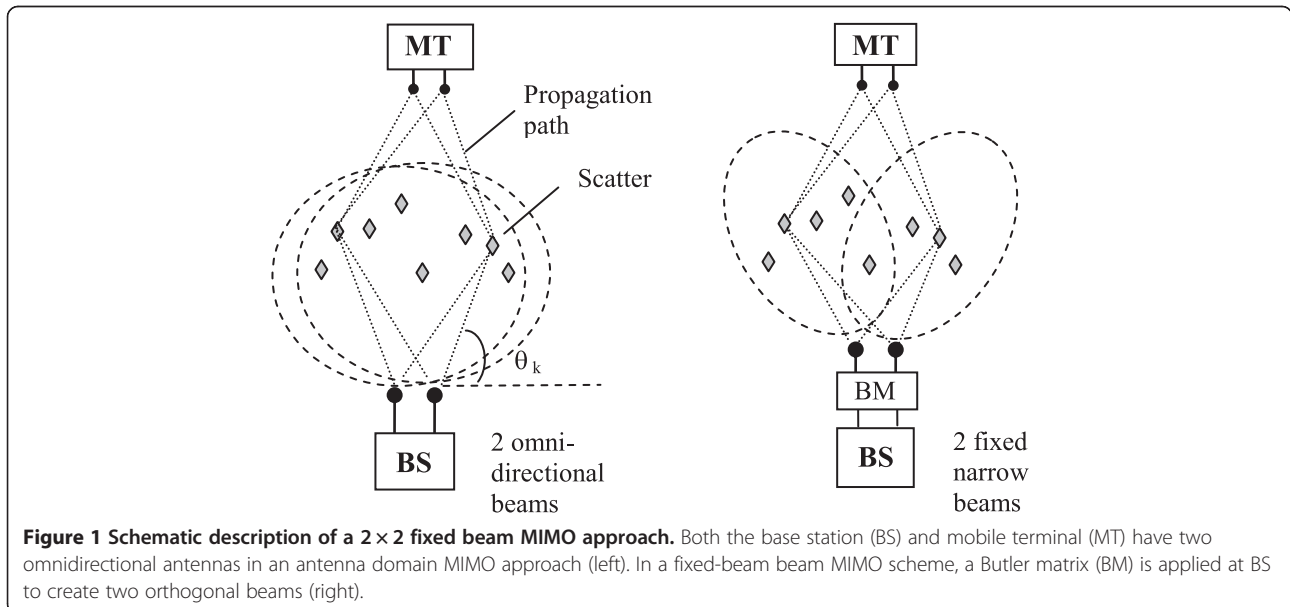 MT
MT
Propagation
path
Scatter
θ k
BM
BS
2 omni-
directional
beams
BS
2 fixed
narrow
beams
Figure 1 Schematic description of a 2 × 2 fixed beam MIMO approach. Both the base station (BS) and mobile terminal (MT) have two
omnidirectional antennas in an antenna domain MIMO approach (left). In a fixed-beam beam MIMO scheme, a Butler matrix (BM) is applied at BS
to create two orthogonal beams (right).